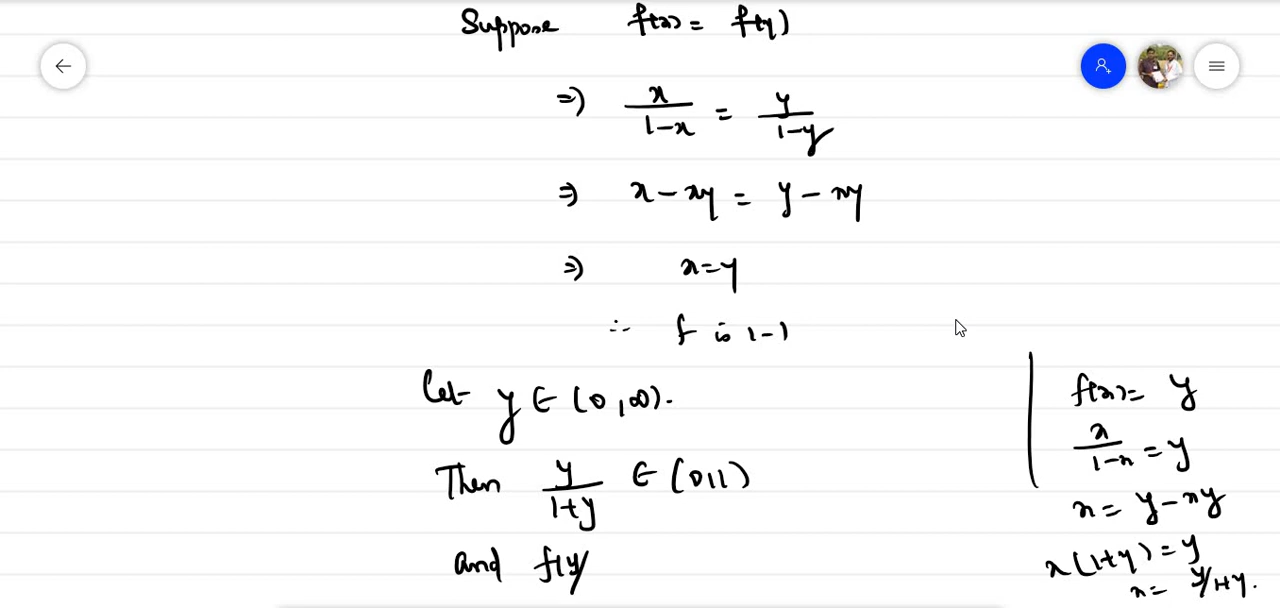 Suppose f(x) = f(y)
⇒) x/(1-x) = y/(1-y)
⇒ x - xy = y - xy
⇒ x = y
∴ f is 1-1
Let y ∈ (0, ∞).
Then y/(1+y) ∈ (0,1)
and f(y/
f(x) = y
x/(1-x) = y
x = y - xy
x(1+y) = y
x = y/1+y.